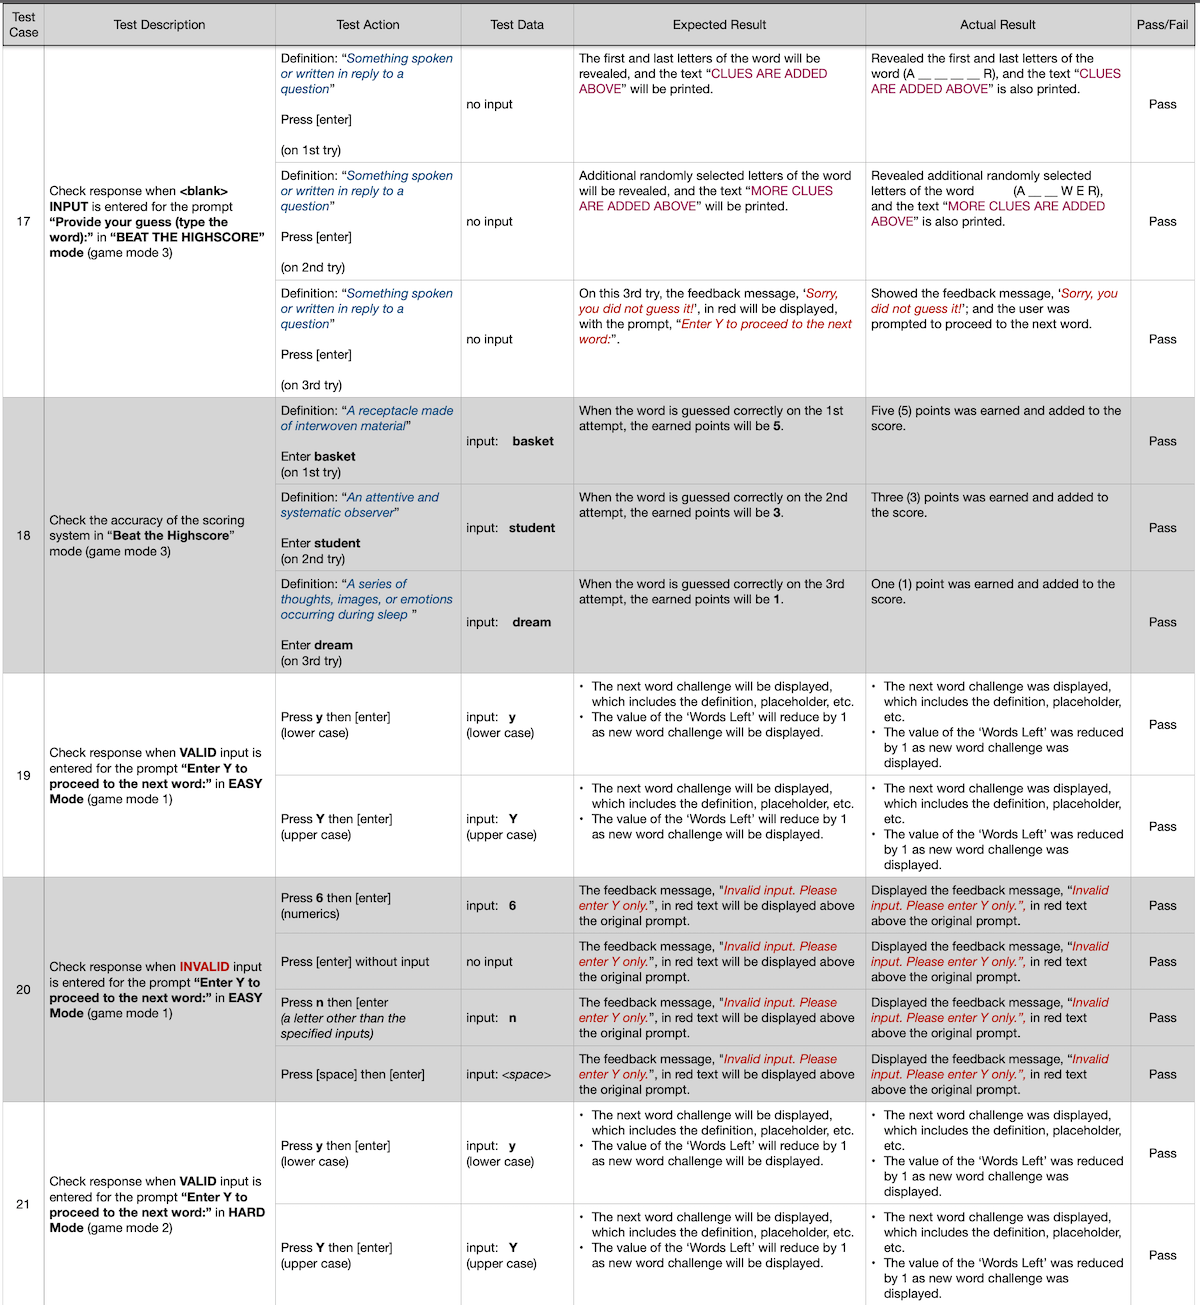 Test Case
Test Description
Test Action
Test Data
Expected Result
Actual Result
Pass/Fail
17
Check response when <blank>
INPUT is entered for the prompt
“Provide your guess (type the
word):” in “BEAT THE HIGHSCORE”
mode (game mode 3)
Definition: “Something spoken
or written in reply to a
question”
Press [enter]
(on 1st try)
no input
The first and last letters of the word will be
revealed, and the text “CLUES ARE ADDED
ABOVE” will be printed.
Revealed the first and last letters of the
word (A __ __ __ __ R), and the text “CLUES
ARE ADDED ABOVE” is also printed.
Pass
Definition: “Something spoken
or written in reply to a
question”
Press [enter]
(on 2nd try)
no input
Additional randomly selected letters of the word
will be revealed, and the text “MORE CLUES
ARE ADDED ABOVE” will be printed.
Revealed additional randomly selected
letters of the word (A __ __ W E R),
and the text “MORE CLUES ARE ADDED
ABOVE” is also printed.
Pass
Definition: “Something spoken
or written in reply to a
question”
Press [enter]
(on 3rd try)
no input
On this 3rd try, the feedback message, ‘Sorry,
you did not guess it!’, in red will be displayed,
with the prompt, “Enter Y to proceed to the next
word:”.
Showed the feedback message, ‘Sorry, you
did not guess it!’; and the user was
prompted to proceed to the next word.
Pass
18
Check the accuracy of the scoring
system in “Beat the Highscore”
mode (game mode 3)
Definition: “A receptacle made
of interwoven material”
Enter basket
(on 1st try)
input: basket
When the word is guessed correctly on the 1st
attempt, the earned points will be 5.
Five (5) points was earned and added to the
score.
Pass
Definition: “An attentive and
systematic observer”
Enter student
(on 2nd try)
input: student
When the word is guessed correctly on the 2nd
attempt, the earned points will be 3.
Three (3) points was earned and added to
the score.
Pass
Definition: “A series of
thoughts, images, or emotions
occurring during sleep ”
Enter dream
(on 3rd try)
input: dream
When the word is guessed correctly on the 3rd
attempt, the earned points will be 1.
One (1) point was earned and added to the
score.
Pass
19
Check response when VALID input is
entered for the prompt “Enter Y to
proceed to the next word:” in EASY
Mode (game mode 1)
Press y then [enter]
(lower case)
input: y
(lower case)
• The next word challenge will be displayed,
which includes the definition, placeholder, etc.
• The value of the ‘Words Left’ will reduce by 1
as new word challenge will be displayed.
• The next word challenge was displayed,
which includes the definition, placeholder,
etc.
• The value of the ‘Words Left’ was reduced
by 1 as new word challenge was
displayed.
Pass
Press Y then [enter]
(upper case)
input: Y
(upper case)
• The next word challenge will be displayed,
which includes the definition, placeholder, etc.
• The value of the ‘Words Left’ will reduce by 1
as new word challenge will be displayed.
• The next word challenge was displayed,
which includes the definition, placeholder,
etc.
• The value of the ‘Words Left’ was reduced
by 1 as new word challenge was
displayed.
Pass
20
Check response when INVALID input
is entered for the prompt “Enter Y to
proceed to the next word:” in EASY
Mode (game mode 1)
Press 6 then [enter]
(numerics)
input: 6
The feedback message, "Invalid input. Please
enter Y only.”, in red text will be displayed above
the original prompt.
Displayed the feedback message, “Invalid
input. Please enter Y only.”, in red text
above the original prompt.
Pass
Press [enter] without input
no input
The feedback message, "Invalid input. Please
enter Y only.”, in red text will be displayed above
the original prompt.
Displayed the feedback message, “Invalid
input. Please enter Y only.”, in red text
above the original prompt.
Pass
Press n then [enter
(a letter other than the
specified inputs)
input: n
The feedback message, "Invalid input. Please
enter Y only.”, in red text will be displayed above
the original prompt.
Displayed the feedback message, “Invalid
input. Please enter Y only.”, in red text
above the original prompt.
Pass
Press [space] then [enter]
input: <space>
The feedback message, "Invalid input. Please
enter Y only.”, in red text will be displayed above
the original prompt.
Displayed the feedback message, “Invalid
input. Please enter Y only.”, in red text
above the original prompt.
Pass
21
Check response when VALID input is
entered for the prompt “Enter Y to
proceed to the next word:” in HARD
Mode (game mode 2)
Press y then [enter]
(lower case)
input: y
(lower case)
• The next word challenge will be displayed,
which includes the definition, placeholder, etc.
• The value of the ‘Words Left’ will reduce by 1
as new word challenge will be displayed.
• The next word challenge was displayed,
which includes the definition, placeholder,
etc.
• The value of the ‘Words Left’ was reduced
by 1 as new word challenge was
displayed.
Pass
Press Y then [enter]
(upper case)
input: Y
(upper case)
• The next word challenge will be displayed,
which includes the definition, placeholder, etc.
• The value of the ‘Words Left’ will reduce by 1
as new word challenge will be displayed.
• The next word challenge was displayed,
which includes the definition, placeholder,
etc.
• The value of the ‘Words Left’ was reduced
by 1 as new word challenge was
displayed.
Pass